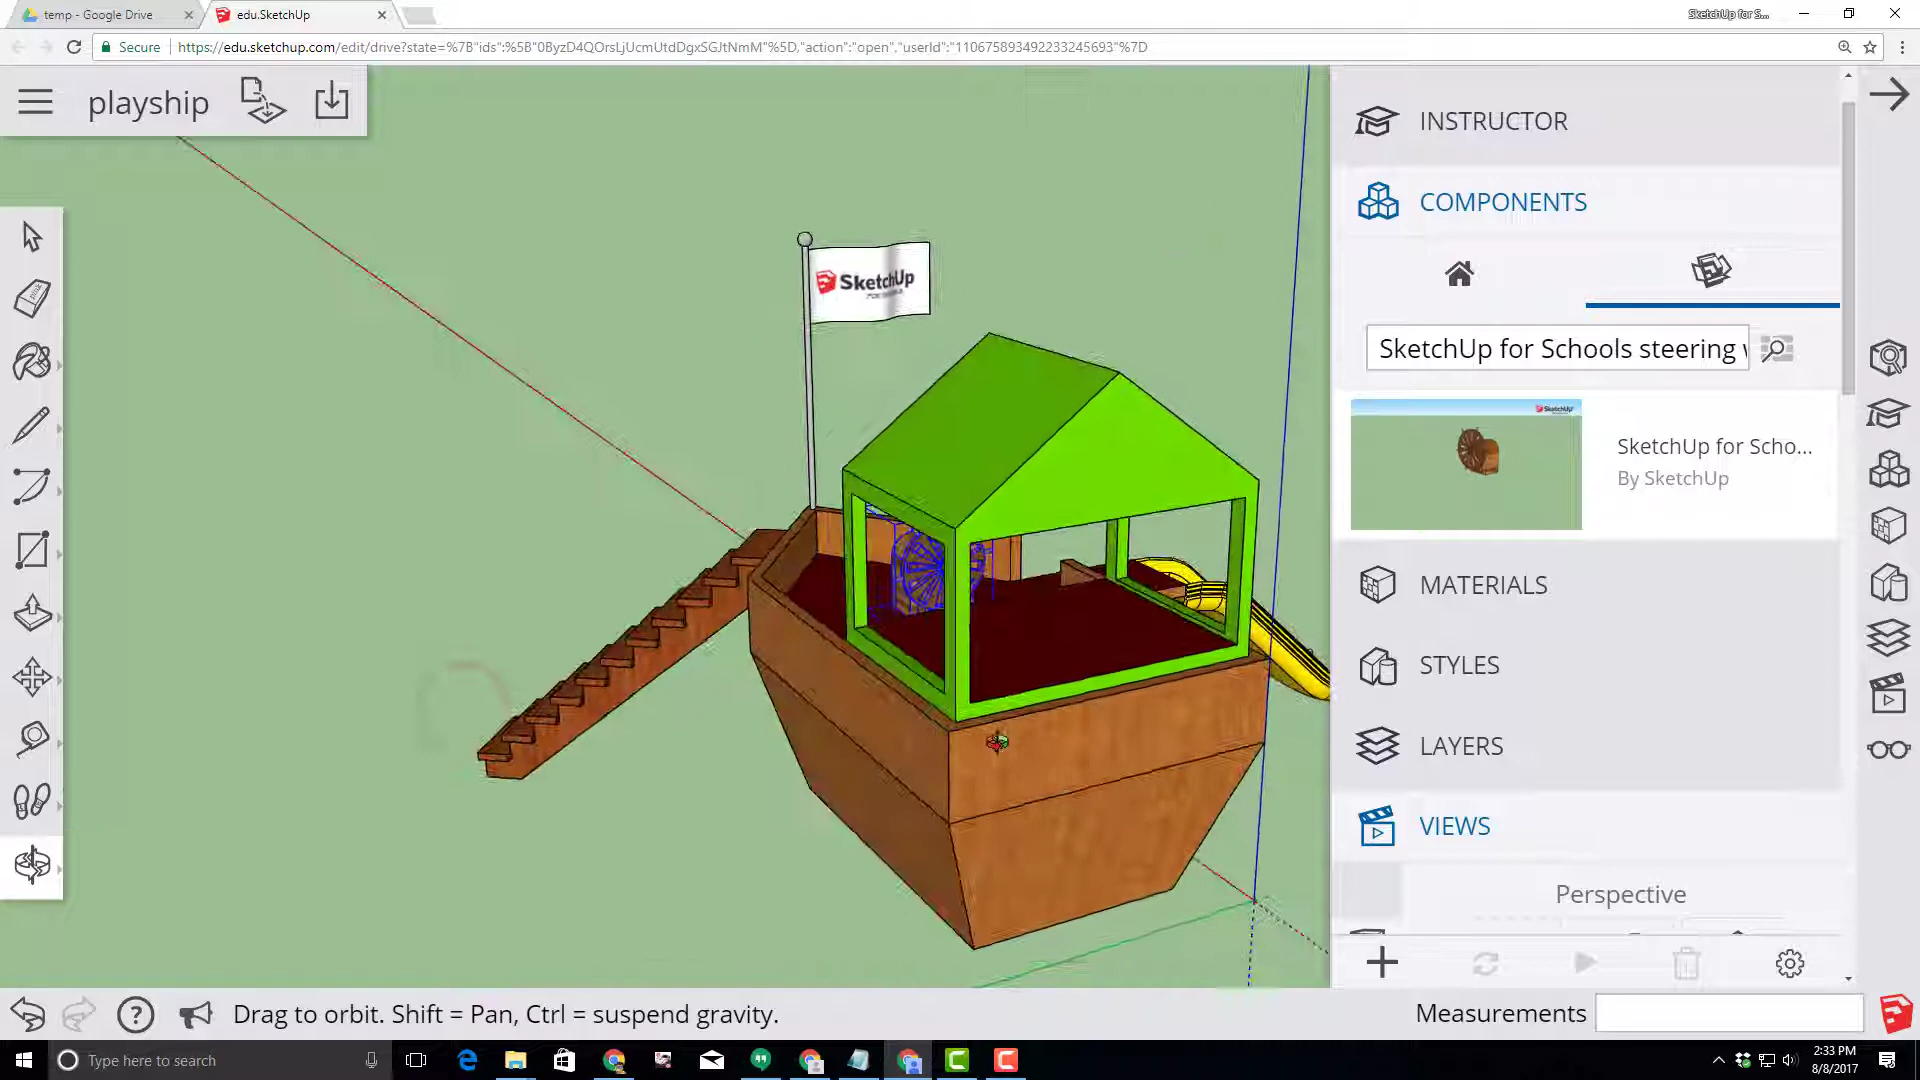 temp - Google Drive
edu.SketchUp
SketchUp for S...
Secure
https://edu.sketchup.com/edit/drive?state=%7B"ids":%5B"0ByzD4QOrsLjUcmUtdDgxSGJtNmM"%5D,"action":"open","userId":"110675893492233245693"%7D
playship
SketchUp
INSTRUCTOR
COMPONENTS
SketchUp for Schools steering
SketchUp
SketchUp for Scho...
By SketchUp
MATERIALS
STYLES
LAYERS
VIEWS
Perspective
Drag to orbit. Shift = Pan, Ctrl = suspend gravity.
Measurements
Type here to search
2:33 PM
8/8/2017